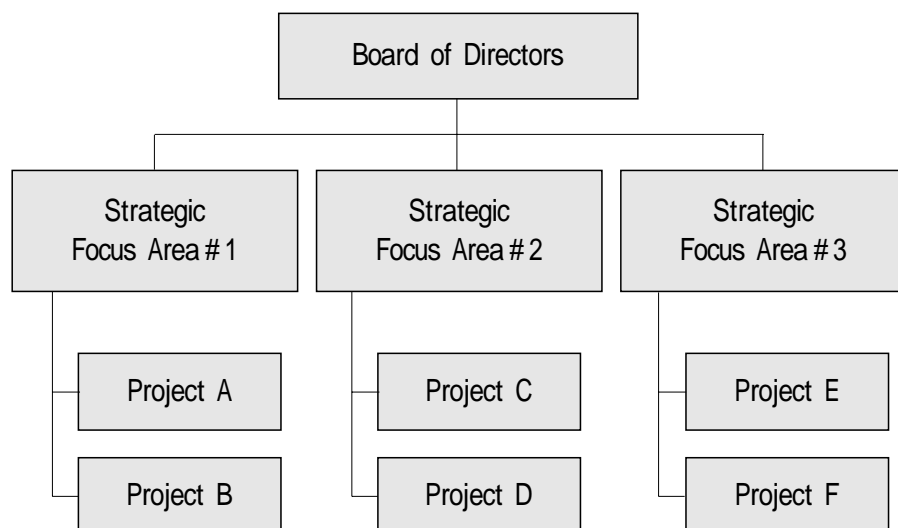 Board of Directors
Strategic
Focus Area # 1
Strategic
Focus Area # 2
Strategic
Focus Area # 3
Project A
Project C
Project E
Project B
Project D
Project F